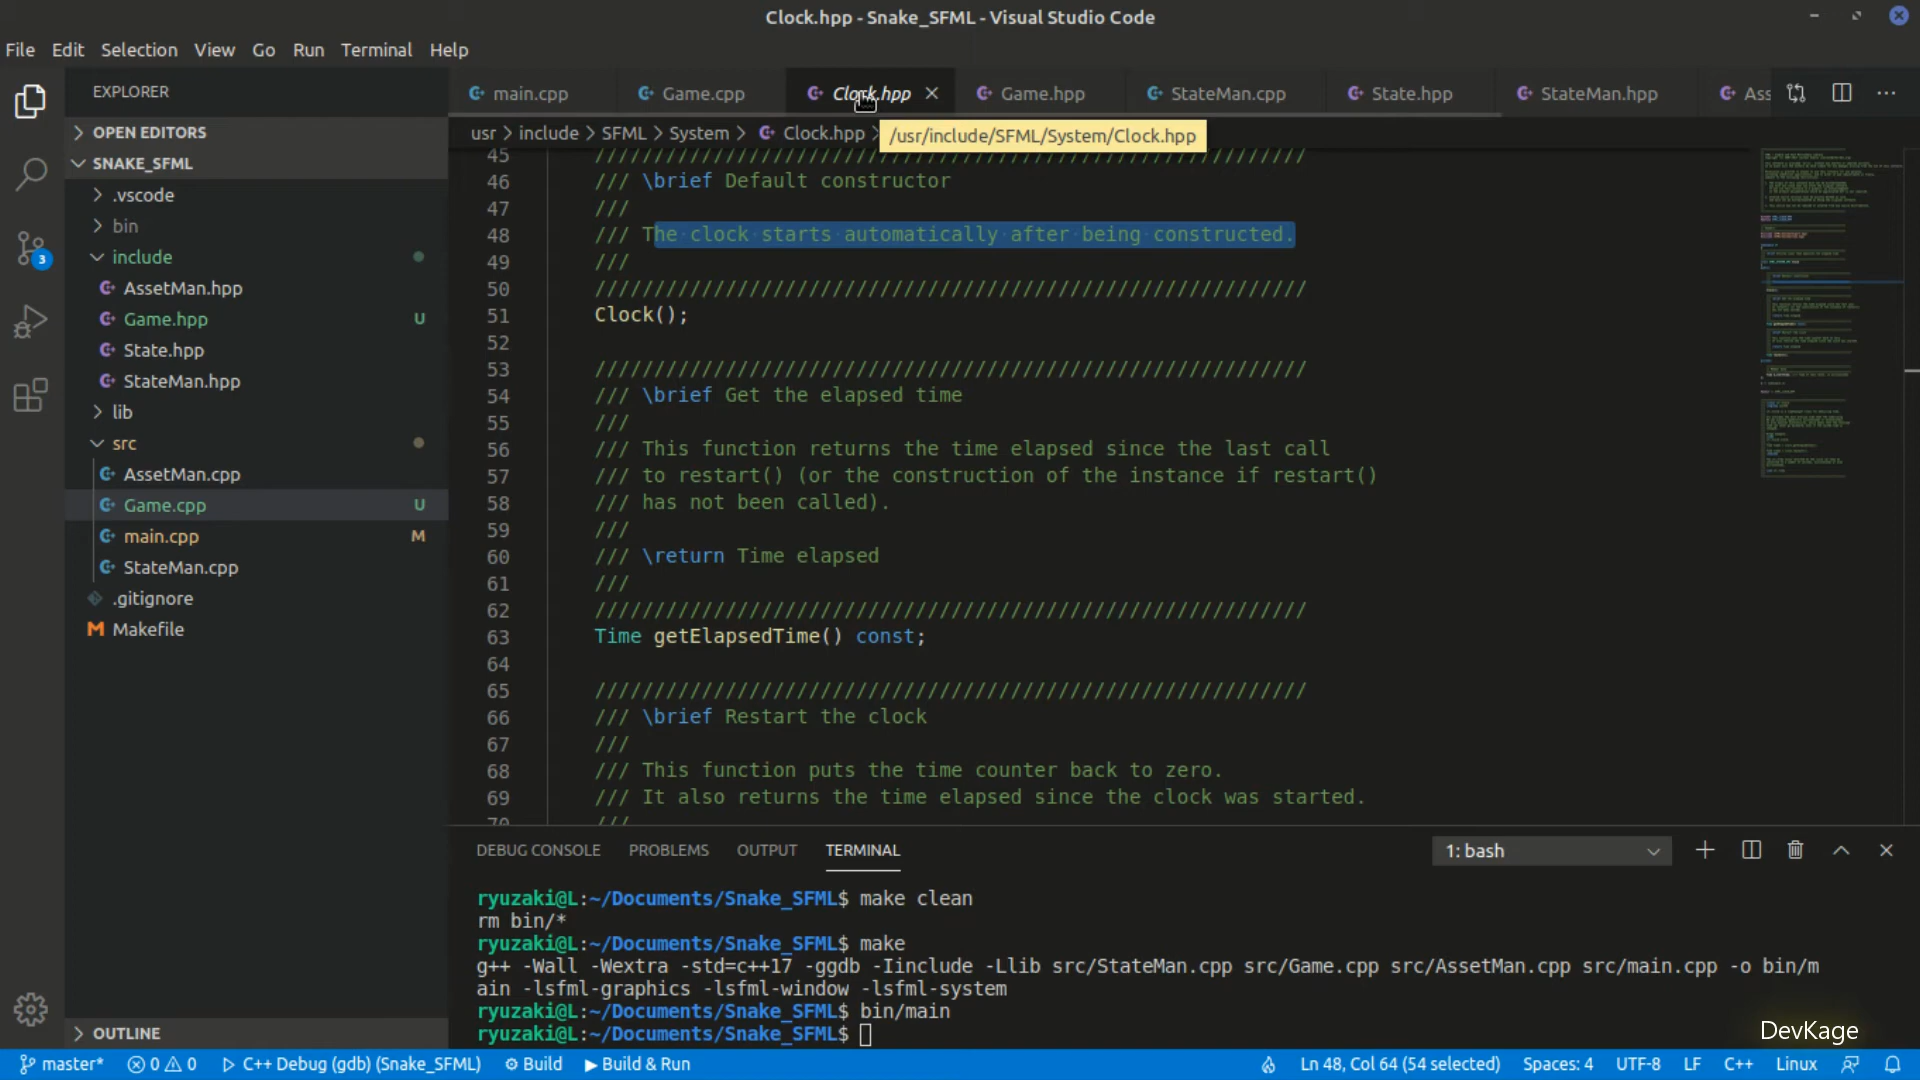 Clock.hpp - Snake_SFML - Visual Studio Code
File Edit Selection View Go Run Terminal Help
EXPLORER
main.cpp Game.cpp Clock.hpp Game.hpp StateMan.cpp State.hpp StateMan.hpp Ass
OPEN EDITORS
usr > include > SFML > System > Clock.hpp >
/usr/include/SFML/System/Clock.hpp
SNAKE_SFML
.vscode
bin
include
AssetMan.hpp
Game.hpp U
State.hpp
StateMan.hpp
lib
src
AssetMan.cpp
Game.cpp U
main.cpp M
StateMan.cpp
.gitignore
Makefile
OUTLINE
3
45 ////////////////////////////////////////////////////////////
46 /// \brief Default constructor
47 ///
48 /// The clock starts automatically after being constructed.
49 ///
50 ////////////////////////////////////////////////////////////
51 Clock();
52
53 ////////////////////////////////////////////////////////////
54 /// \brief Get the elapsed time
55 ///
56 /// This function returns the time elapsed since the last call
57 /// to restart() (or the construction of the instance if restart()
58 /// has not been called).
59 ///
60 /// \return Time elapsed
61 ///
62 ////////////////////////////////////////////////////////////
63 Time getElapsedTime() const;
64
65 ////////////////////////////////////////////////////////////
66 /// \brief Restart the clock
67 ///
68 /// This function puts the time counter back to zero.
69 /// It also returns the time elapsed since the clock was started.
70 ///
DEBUG CONSOLE PROBLEMS OUTPUT TERMINAL 1: bash
ryuzaki@L:~/Documents/Snake_SFML$ make clean
rm bin/*
ryuzaki@L:~/Documents/Snake_SFML$ make
g++ -Wall -Wextra -std=c++17 -ggdb -Iinclude -Llib src/StateMan.cpp src/Game.cpp src/AssetMan.cpp src/main.cpp -o bin/m
ain -lsfml-graphics -lsfml-window -lsfml-system
ryuzaki@L:~/Documents/Snake_SFML$ bin/main
ryuzaki@L:~/Documents/Snake_SFML$
DevKage
master* 0 0 C++ Debug (gdb) (Snake_SFML) Build Build & Run Ln 48, Col 64 (54 selected) Spaces: 4 UTF-8 LF C++ Linux